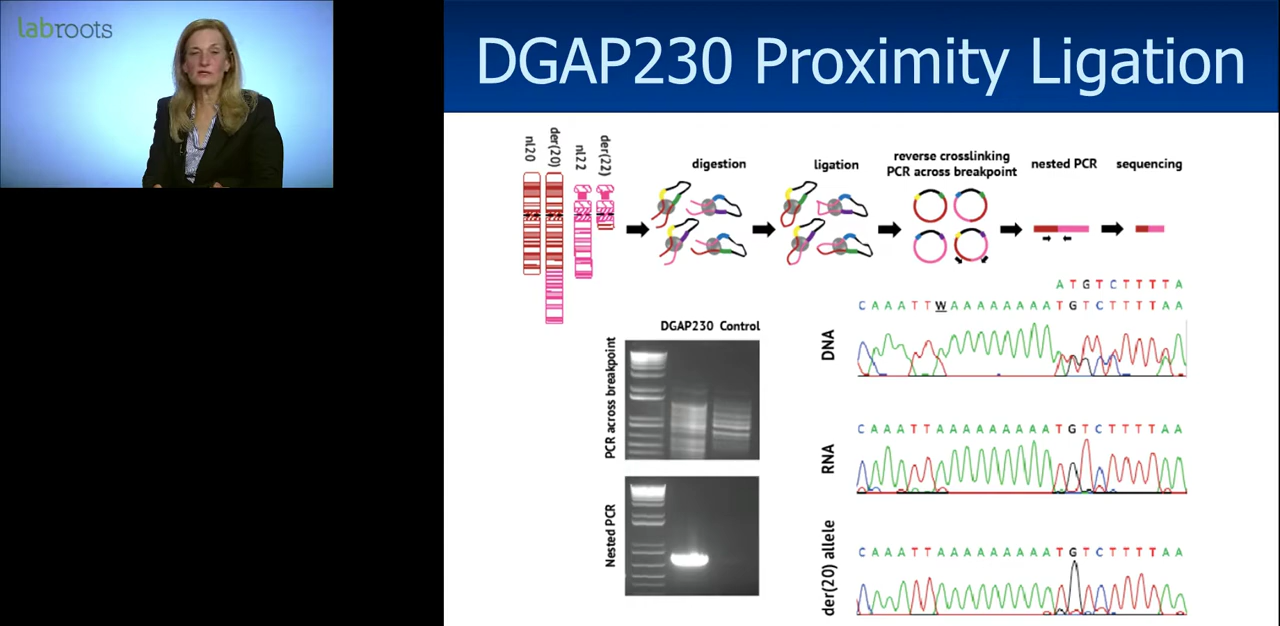 labroots
DGAP230 Proximity Ligation
nl20
der(20)
nl22
der(22)
digestion
ligation
reverse crosslinking
PCR across breakpoint
nested PCR
sequencing
DGAP230 Control
PCR across breakpoint
Nested PCR
A T G T C T T T T A
C A A A T T W A A A A A A A A T G T C T T T T A A
DNA
C A A A T T A A A A A A A A A T G T C T T T T A A
RNA
C A A A T T A A A A A A A A A T G T C T T T T A A
der(20) allele